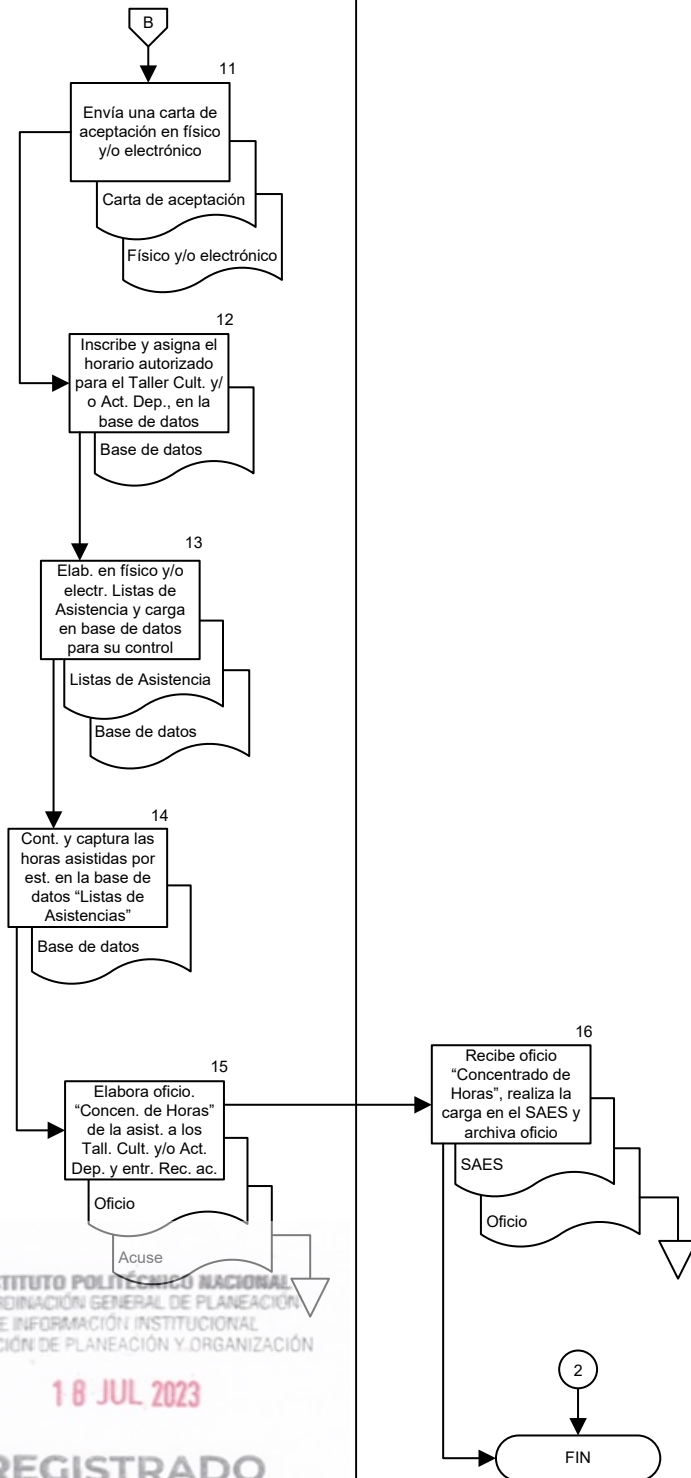 B
11
Envía una carta de
aceptación en físico
y/o electrónico
Carta de aceptación
Físico y/o electrónico
12
Inscribe y asigna el
horario autorizado
para el Taller Cult. y/
o Act. Dep., en la
base de datos
Base de datos
13
Elab. en físico y/o
electr. Listas de
Asistencia y carga
en base de datos
para su control
Listas de Asistencia
Base de datos
14
Cont. y captura las
horas asistidas por
est. en la base de
datos “Listas de
Asistencias”
Base de datos
15
Elabora oficio.
“Concen. de Horas”
de la asist. a los
Tall. Cult. y/o Act.
Dep. y entr. Rec. ac.
Oficio
Acuse
16
Recibe oficio
“Concentrado de
Horas”, realiza la
carga en el SAES y
archiva oficio
SAES
Oficio
2
FIN
STITUTO POLITÉCNICO NACIONAL
RDINACIÓN GENERAL DE PLANEACIÓN
E INFORMACIÓN INSTITUCIONAL
CIÓN DE PLANEACIÓN Y ORGANIZACIÓN
18 JUL 2023
REGISTRADO